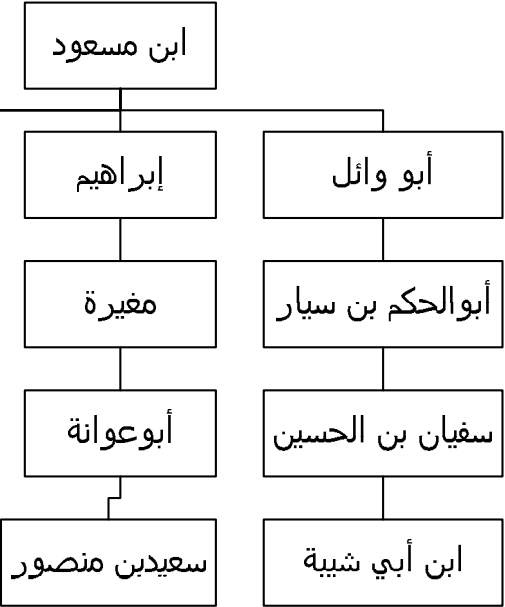 ابن مسعود
أبو وائل
إبراهيم
أبوالحكم بن سيار
مغيرة
سفيان بن الحسين
أبوعوانة
ابن أبي شيبة
سعيدبن منصور